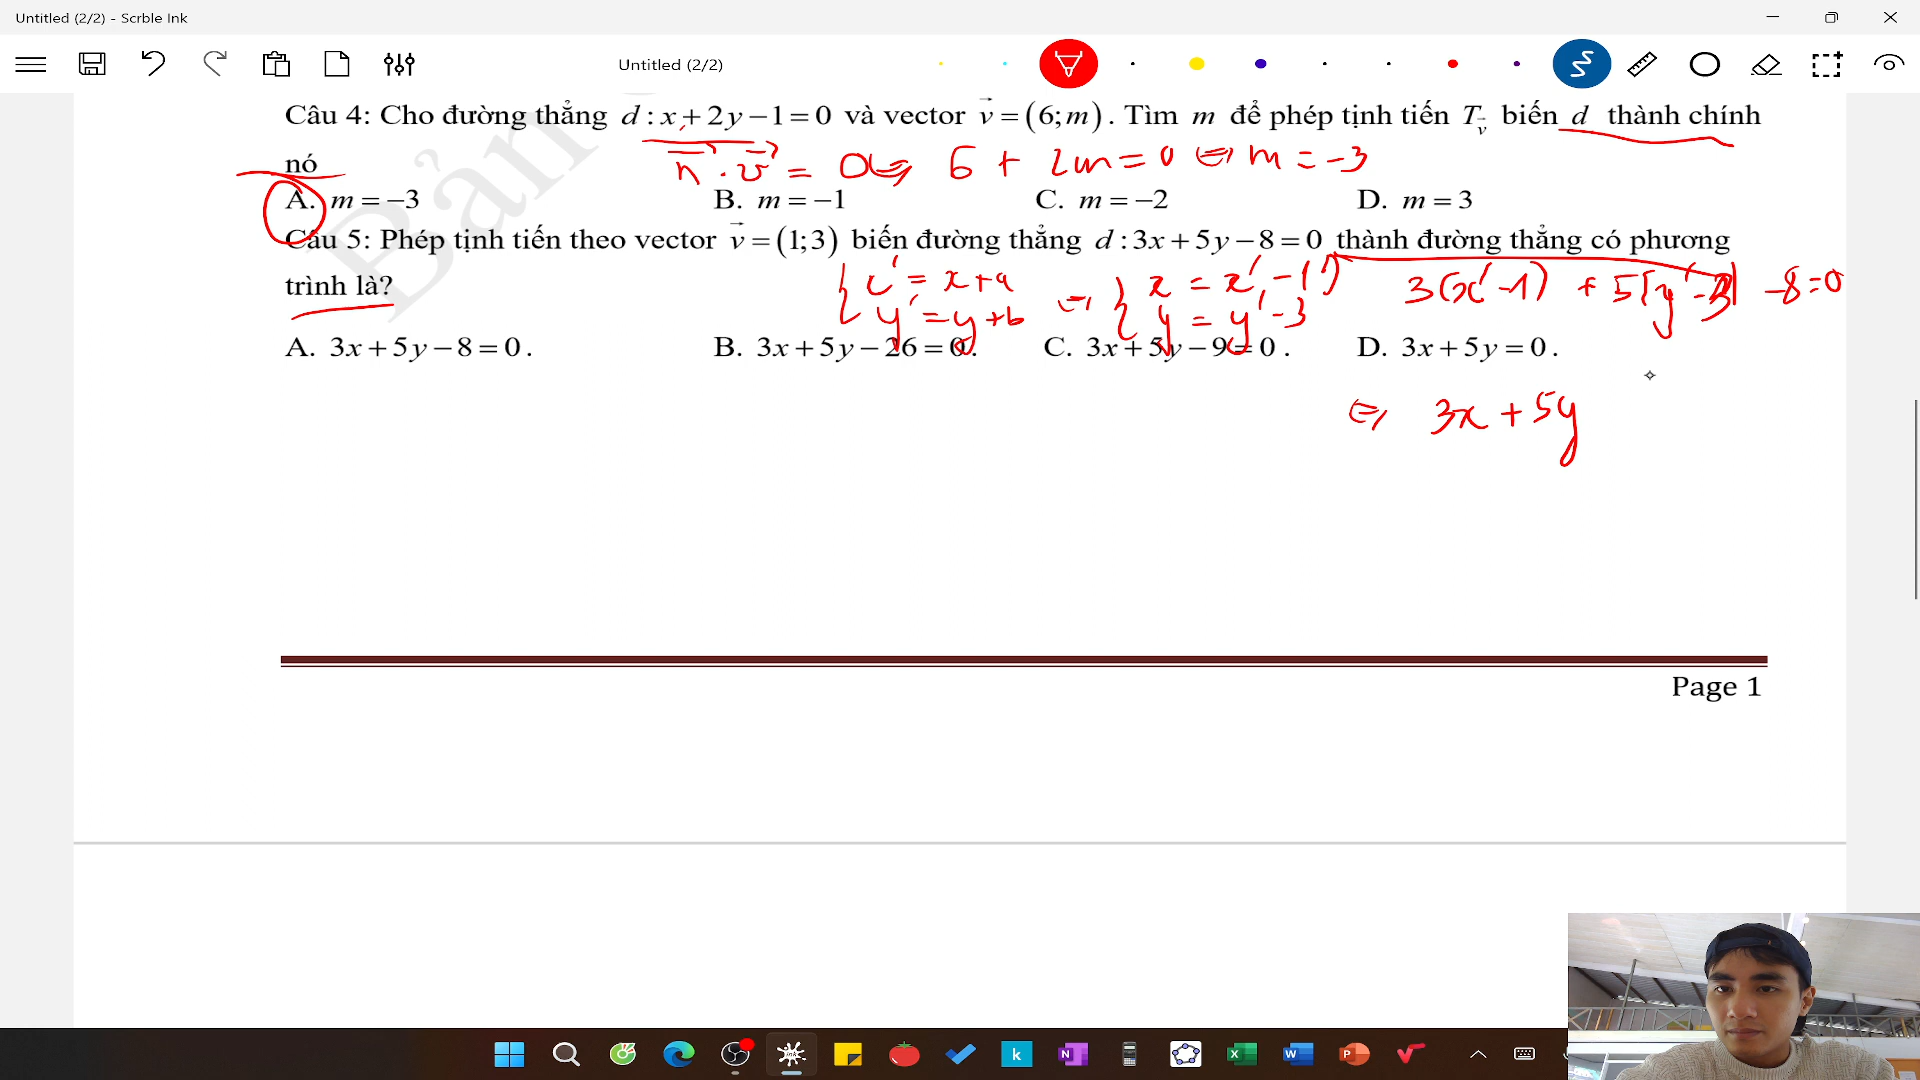 Untitled (2/2) - Scrble Ink
Untitled (2/2)
Câu 4: Cho đường thẳng d : x + 2y − 1 = 0 và vector v⃗ = (6; m). Tìm m để phép tịnh tiến T_v⃗ biến d thành chính
nó
n⃗ . v⃗ = 0 ⇔ 6 + 2m = 0 ⇔ m = −3
A. m = −3 B. m = −1 C. m = −2 D. m = 3
Câu 5: Phép tịnh tiến theo vector v⃗ = (1;3) biến đường thẳng d : 3x + 5y − 8 = 0 thành đường thẳng có phương
trình là?
{ x' = x + a
y' = y + b
⇔ { x = x' − 1
y = y' − 3
3(x' − 1) + 5(y' − 3) − 8 = 0
A. 3x + 5y − 8 = 0. B. 3x + 5y − 26 = 0. C. 3x + 5y − 9 = 0. D. 3x + 5y = 0.
⇔ 3x + 5y
Bản
Page 1